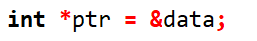 int *ptr = &data;